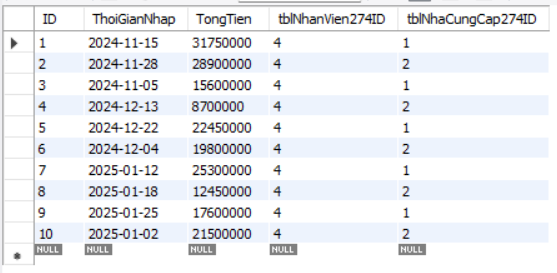 ID ThoiGianNhap TongTien tblNhanVien274ID tblNhaCungCap274ID
1 2024-11-15 31750000 4 1
2 2024-11-28 28900000 4 2
3 2024-11-05 15600000 4 1
4 2024-12-13 8700000 4 2
5 2024-12-22 22450000 4 1
6 2024-12-04 19800000 4 2
7 2025-01-12 25300000 4 1
8 2025-01-18 12450000 4 2
9 2025-01-25 17600000 4 1
10 2025-01-02 21500000 4 2
NULL NULL NULL NULL NULL